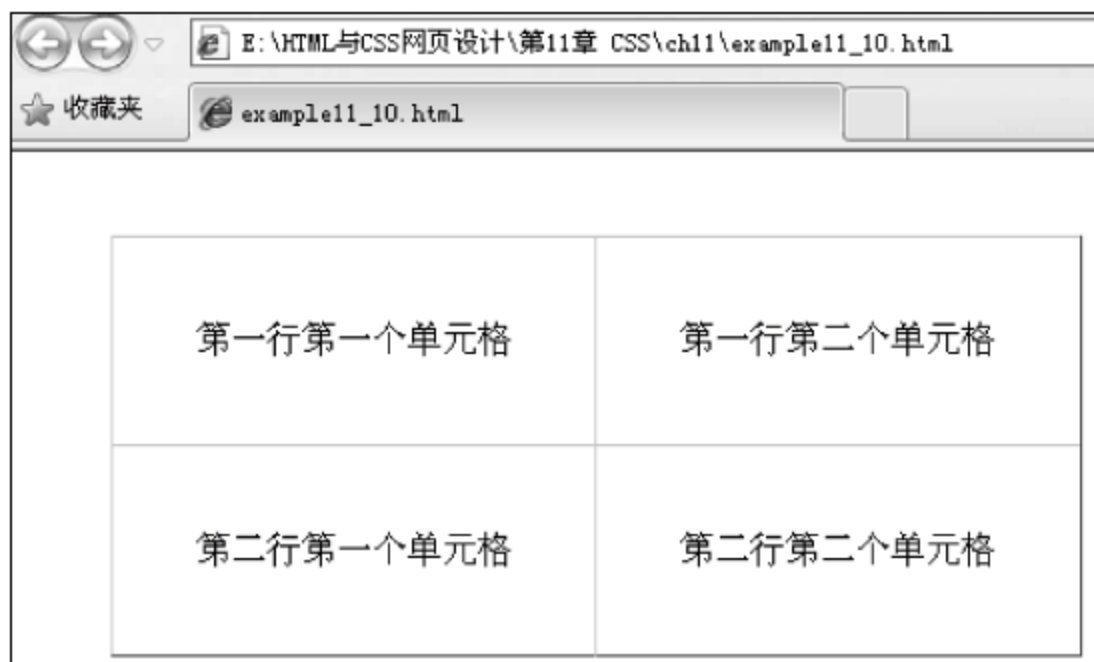 E:\HTML与CSS网页设计\第11章 CSS\ch11\example11_10.html
收藏夹 example11_10.html
第一行第一个单元格 第一行第二个单元格
第二行第一个单元格 第二行第二个单元格